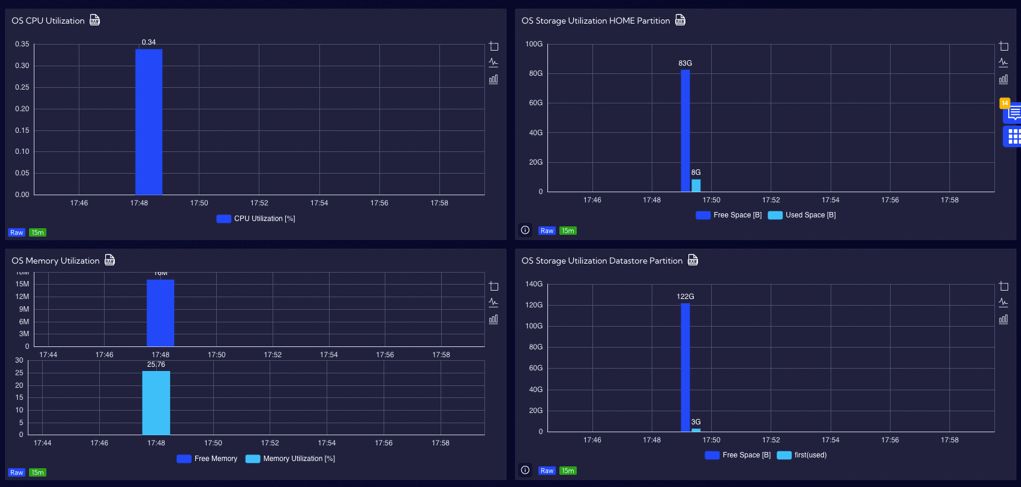 OS CPU Utilization
0.34
0.35
0.30
0.25
0.20
0.15
0.10
0.05
0.00
17:46 17:48 17:50 17:52 17:54 17:56 17:58
CPU Utilization [%]
Raw 15m
OS Storage Utilization HOME Partition
100G
83G
80G
60G
40G
20G
8G
0
17:46 17:48 17:50 17:52 17:54 17:56 17:58
Free Space [B] Used Space [B]
Raw 15m
14
OS Memory Utilization
18M 16M
15M
12M
9M
6M
3M
0
17:44 17:46 17:48 17:50 17:52 17:54 17:56 17:58
30
25.76
25
20
15
10
5
0
17:44 17:46 17:48 17:50 17:52 17:54 17:56 17:58
Free Memory Memory Utilization [%]
Raw 15m
OS Storage Utilization Datastore Partition
140G
122G
120G
100G
80G
60G
40G
20G
3G
0
17:46 17:48 17:50 17:52 17:54 17:56 17:58
Free Space [B] first(used)
Raw 15m